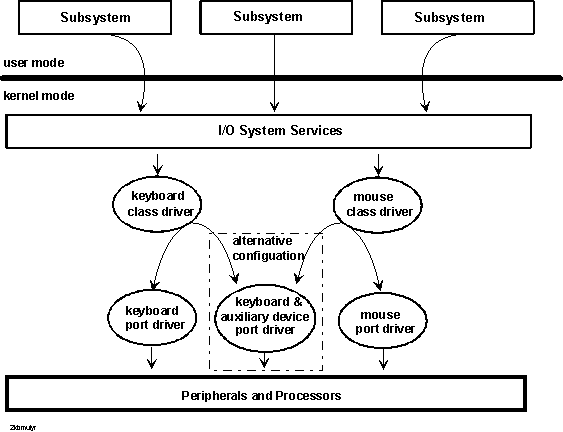 Subsystem
Subsystem
Subsystem
user mode
kernel mode
I/O System Services
keyboard
class driver
mouse
class driver
alternative
configuation
keyboard
port driver
keyboard &
auxiliary device
port driver
mouse
port driver
Peripherals and Processors
2kbmulyr